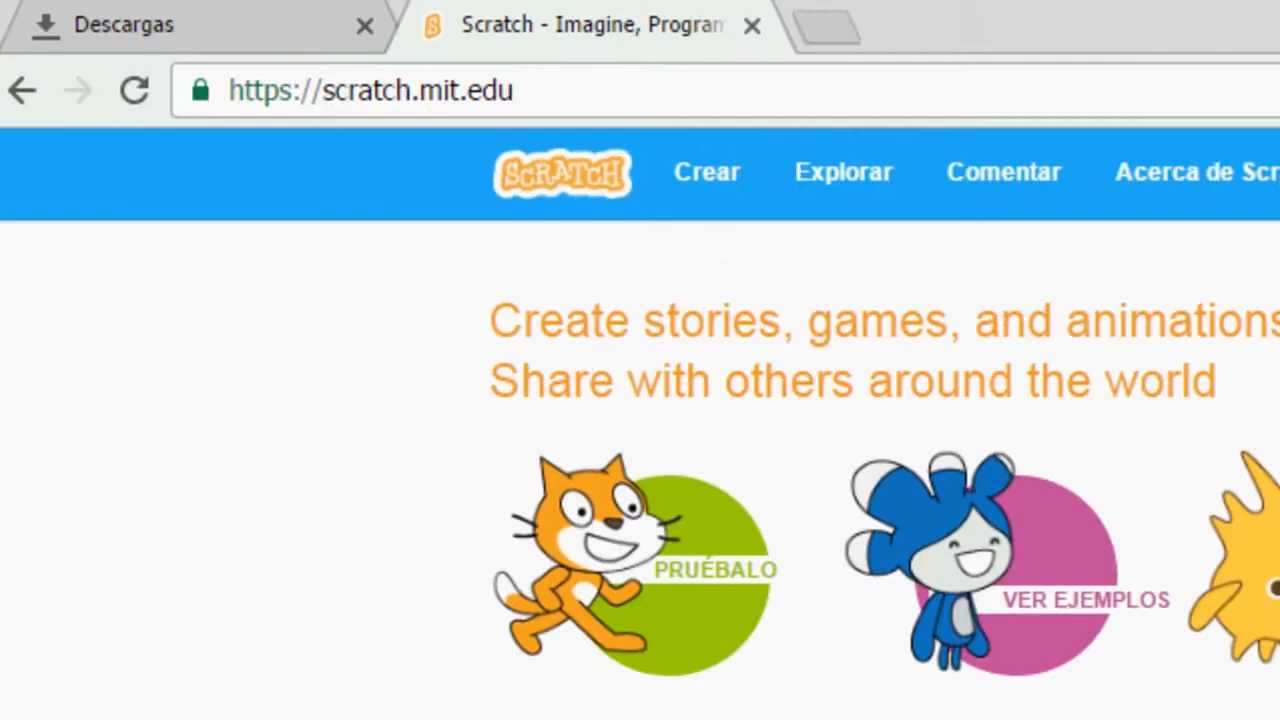 Descargas
Scratch - Imagine, Program
https://scratch.mit.edu
SCRATCH Crear Explorar Comentar Acerca de Scr
Create stories, games, and animations
Share with others around the world
PRUÉBALO
VER EJEMPLOS